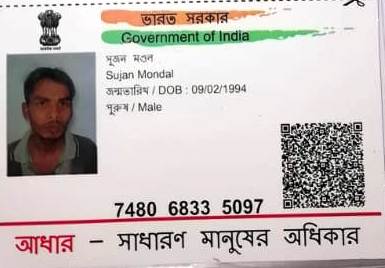 ভারত সরকার
Government of India
সূজন মণ্ডল
Sujan Mondal
জন্মতারিখ / DOB : 09/02/1994
পুরুষ / Male
7480 6833 5097
আধার – সাধারণ মানুষের অধিকার